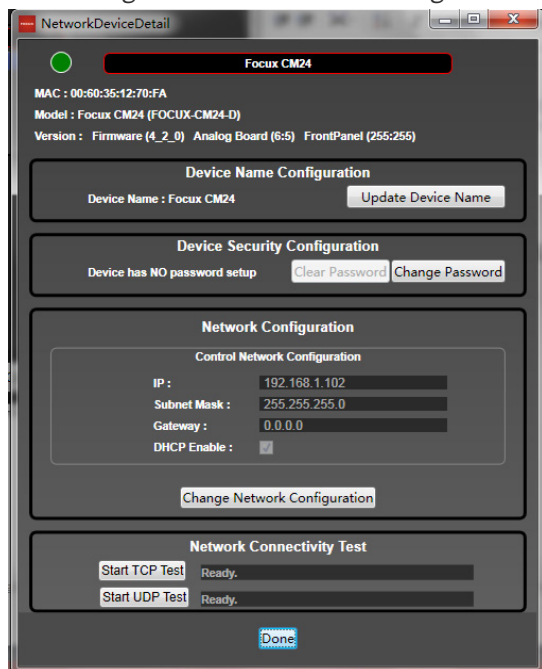 NetworkDeviceDetail
Focux CM24
MAC : 00:60:35:12:70:FA
Model : Focux CM24 (FOCUX-CM24-D)
Version : Firmware (4_2_0) Analog Board (6:5) FrontPanel (255:255)
Device Name Configuration
Device Name : Focux CM24 Update Device Name
Device Security Configuration
Device has NO password setup Clear Password Change Password
Network Configuration
Control Network Configuration
IP : 192.168.1.102
Subnet Mask : 255.255.255.0
Gateway : 0.0.0.0
DHCP Enable :
Change Network Configuration
Network Connectivity Test
Start TCP Test Ready.
Start UDP Test Ready.
Done